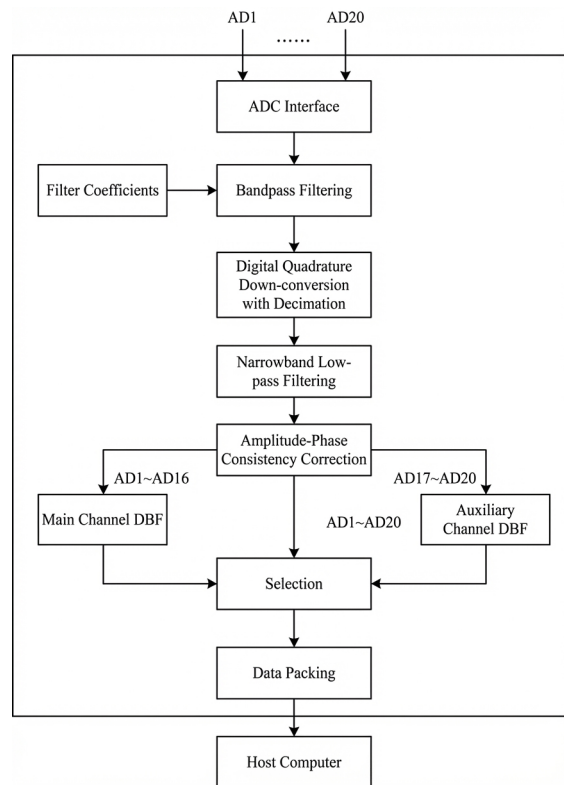 AD1
......
AD20
ADC Interface
Filter Coefficients
Bandpass Filtering
Digital Quadrature
Down-conversion
with Decimation
Narrowband Low-
pass Filtering
Amplitude-Phase
Consistency Correction
AD1~AD16
AD17~AD20
Main Channel DBF
AD1~AD20
Auxiliary
Channel DBF
Selection
Data Packing
Host Computer